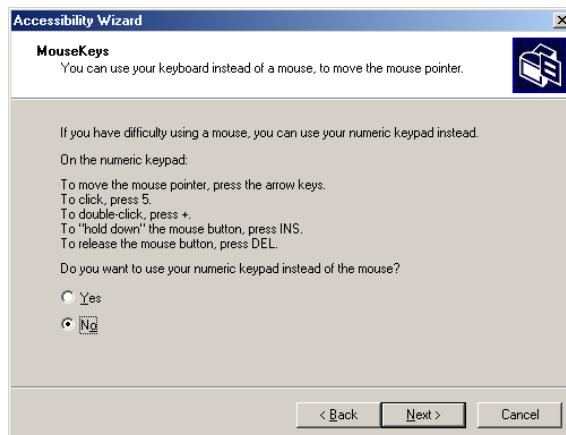 Accessibility Wizard
MouseKeys
You can use your keyboard instead of a mouse, to move the mouse pointer.
If you have difficulty using a mouse, you can use your numeric keypad instead.
On the numeric keypad:
To move the mouse pointer, press the arrow keys.
To click, press 5.
To double-click, press +.
To "hold down" the mouse button, press INS.
To release the mouse button, press DEL.
Do you want to use your numeric keypad instead of the mouse?
Yes
No
< Back Next > Cancel